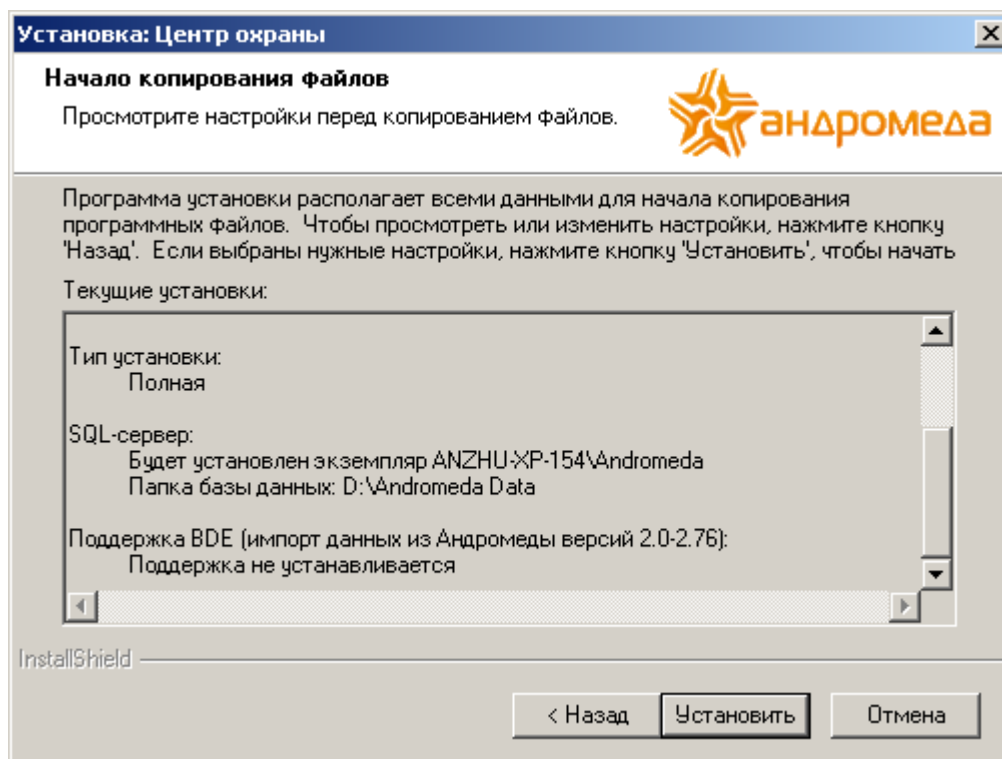 Установка: Центр охраны
Начало копирования файлов
Просмотрите настройки перед копированием файлов.
андромеда
Программа установки располагает всеми данными для начала копирования
программных файлов. Чтобы просмотреть или изменить настройки, нажмите кнопку
'Назад'. Если выбраны нужные настройки, нажмите кнопку 'Установить', чтобы начать
Текущие установки:
Тип установки:
Полная
SQL-сервер:
Будет установлен экземпляр ANZHU-XP-154\Andromeda
Папка базы данных: D:\Andromeda Data
Поддержка BDE (импорт данных из Андромеды версий 2.0-2.76):
Поддержка не устанавливается
InstallShield
< Назад
Установить
Отмена